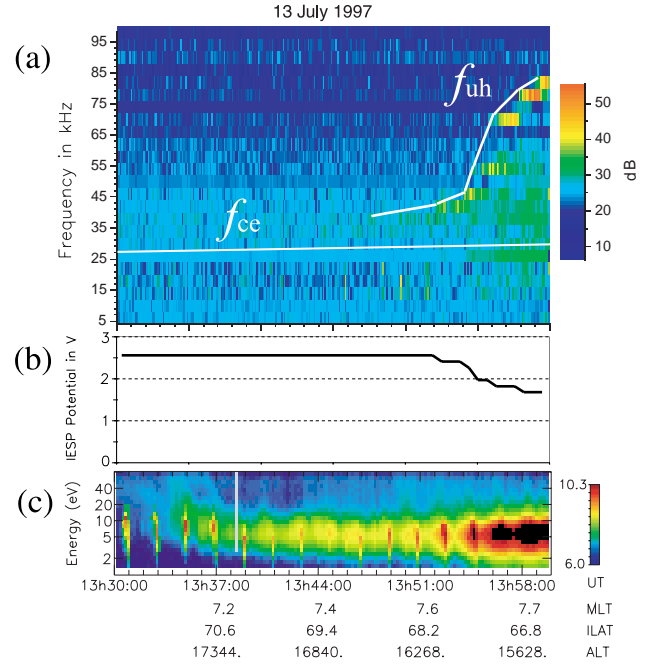 13 July 1997
(a)
95
85
75
65
55
45
35
25
15
5
Frequency in kHz
fuh
fce
50
40
30
20
10
dB
(b)
3
2
1
0
IESP Potential in V
(c)
40
20
10
5
2
Energy (eV)
10.3
6.0
13h30:00 13h37:00 13h44:00 13h51:00 13h58:00 UT
7.2 7.4 7.6 7.7 MLT
70.6 69.4 68.2 66.8 ILAT
17344. 16840. 16268. 15628. ALT